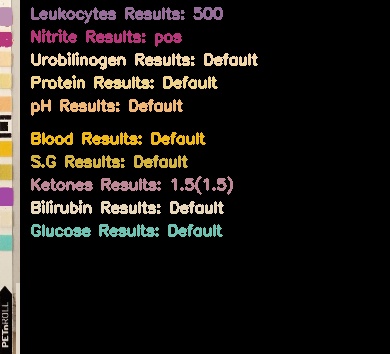 Leukocytes Results: 500
Nitrite Results: pos
Urobilinogen Results: Default
Protein Results: Default
pH Results: Default
Blood Results: Default
S.G Results: Default
Ketones Results: 1.5(1.5)
Bilirubin Results: Default
Glucose Results: Default
PETnROLL